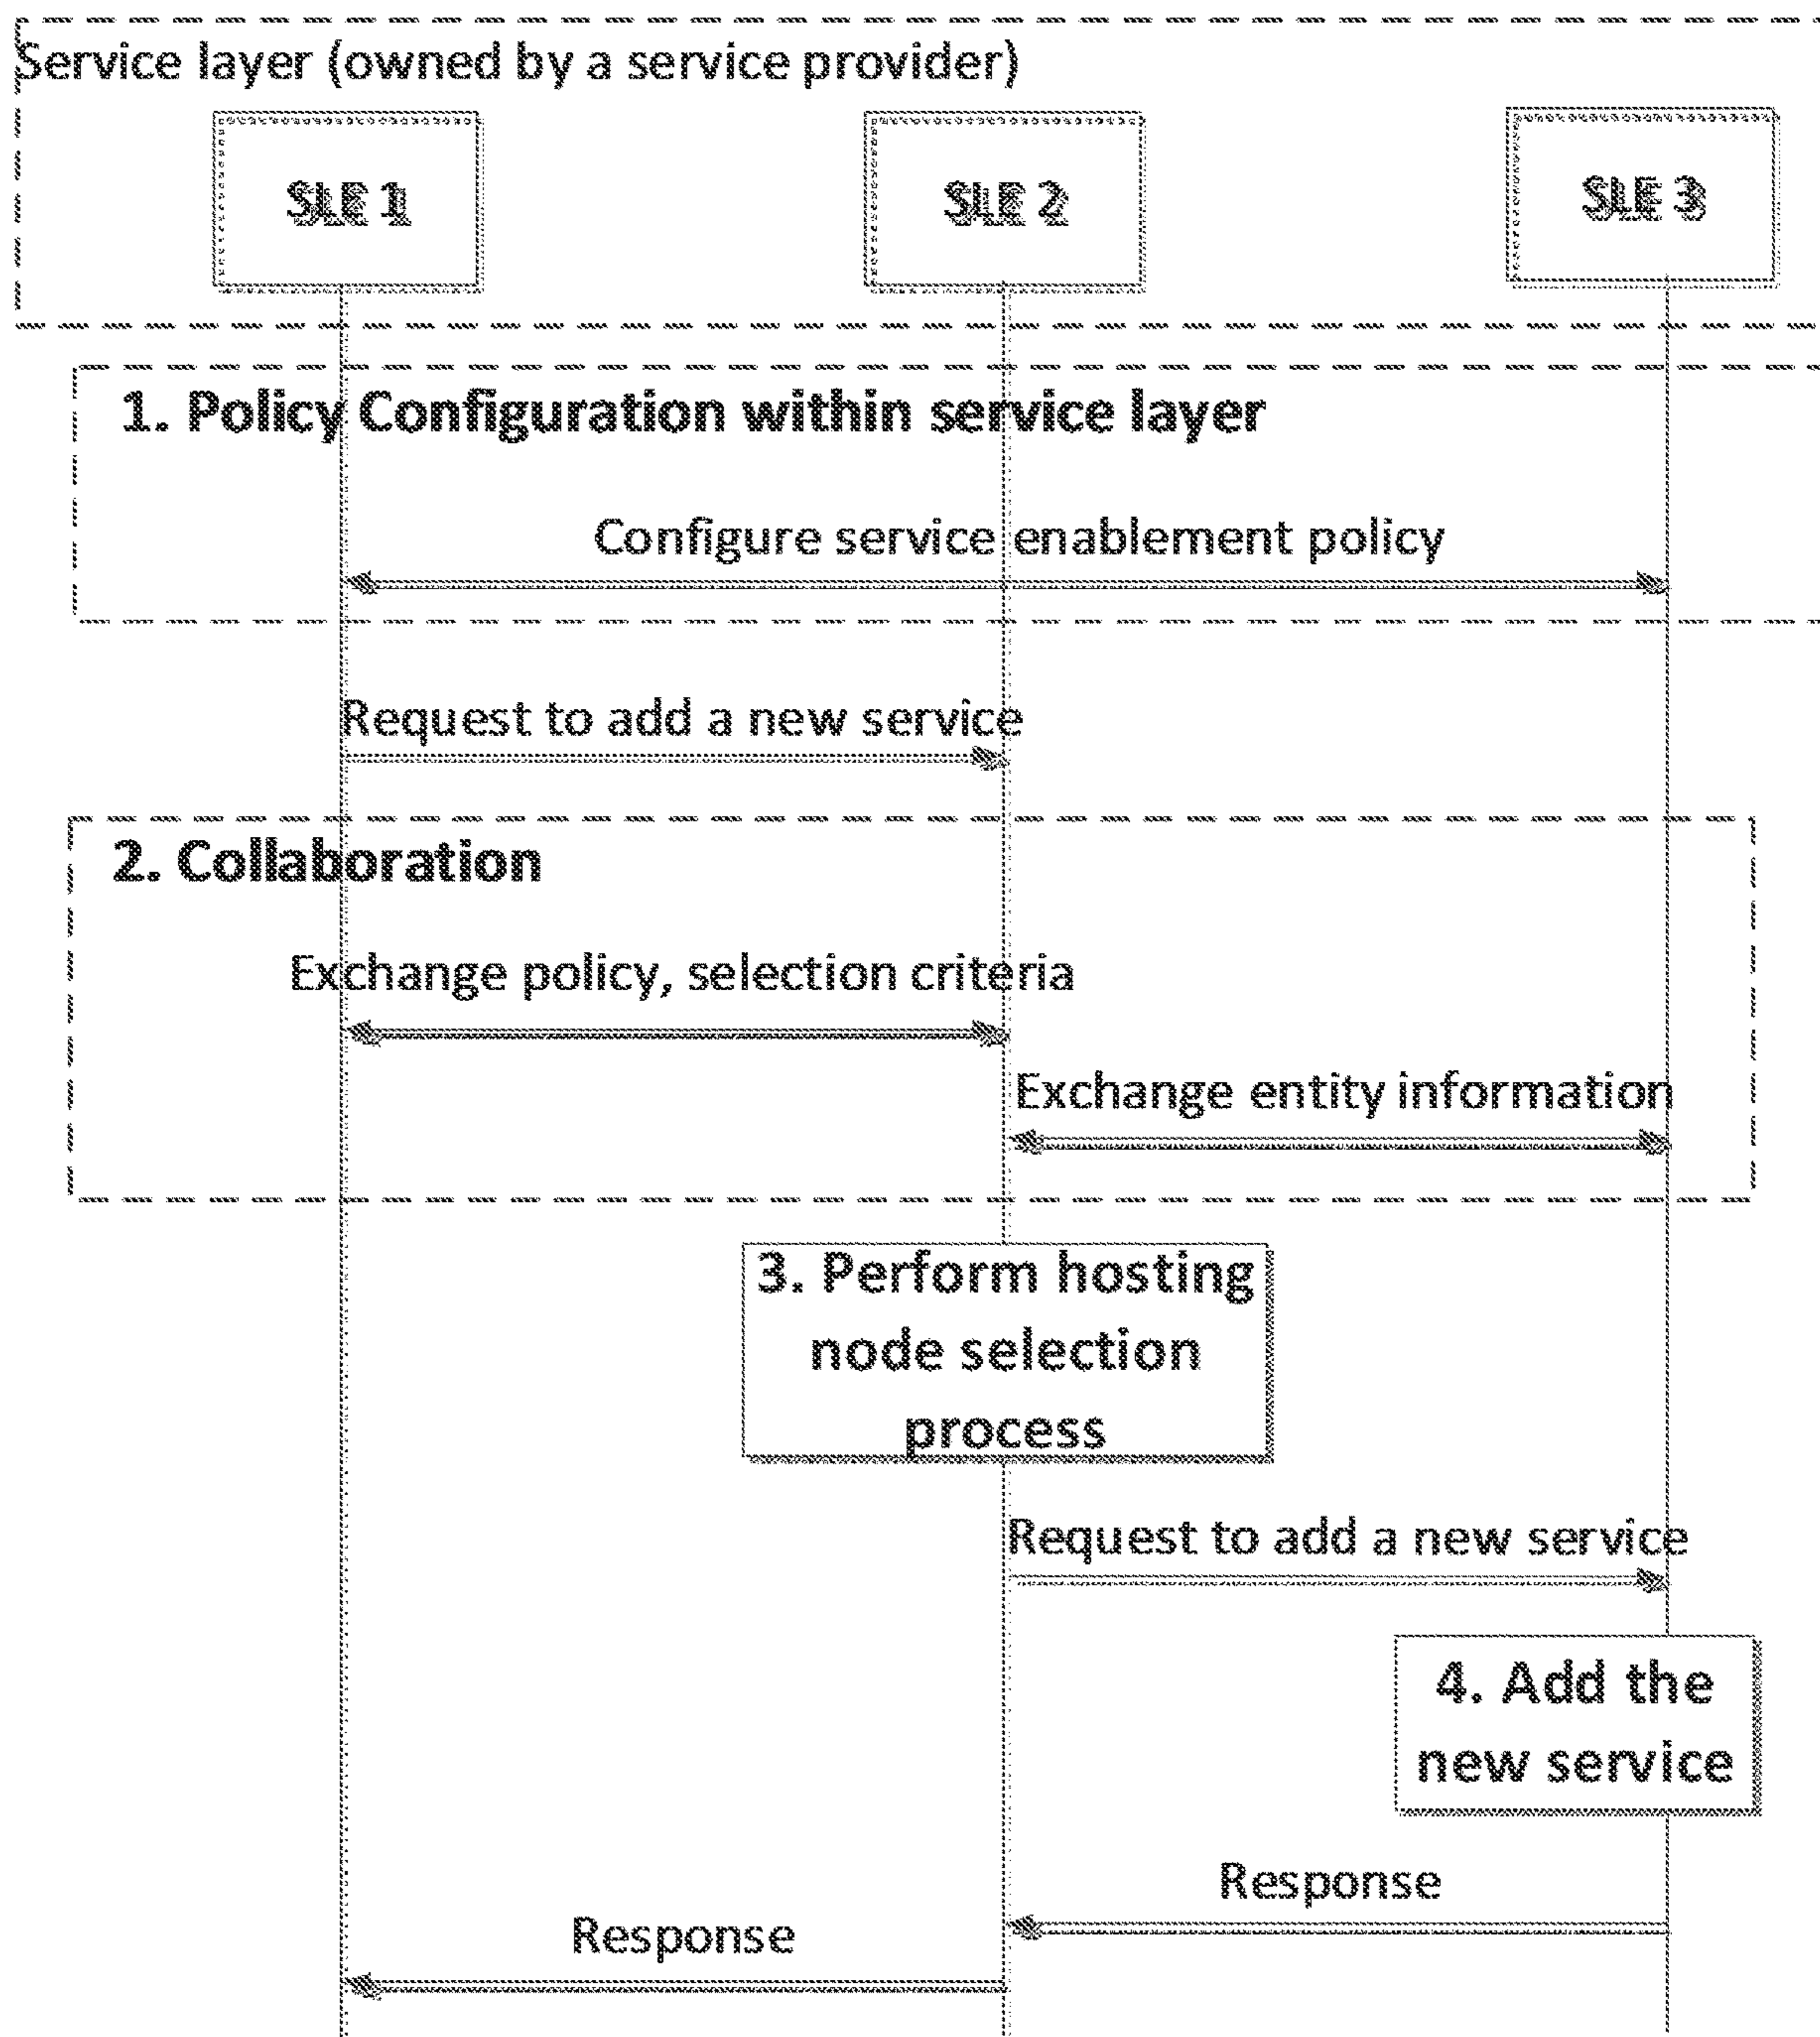 Service layer (owned by a service provider)
SLE 1
SLE 2
SLE 3
1. Policy Configuration within service layer
Configure service enablement policy
Request to add a new service
2. Collaboration
Exchange policy, selection criteria
Exchange entity information
3. Perform hosting
node selection
process
Request to add a new service
4. Add the
new service
Response
Response